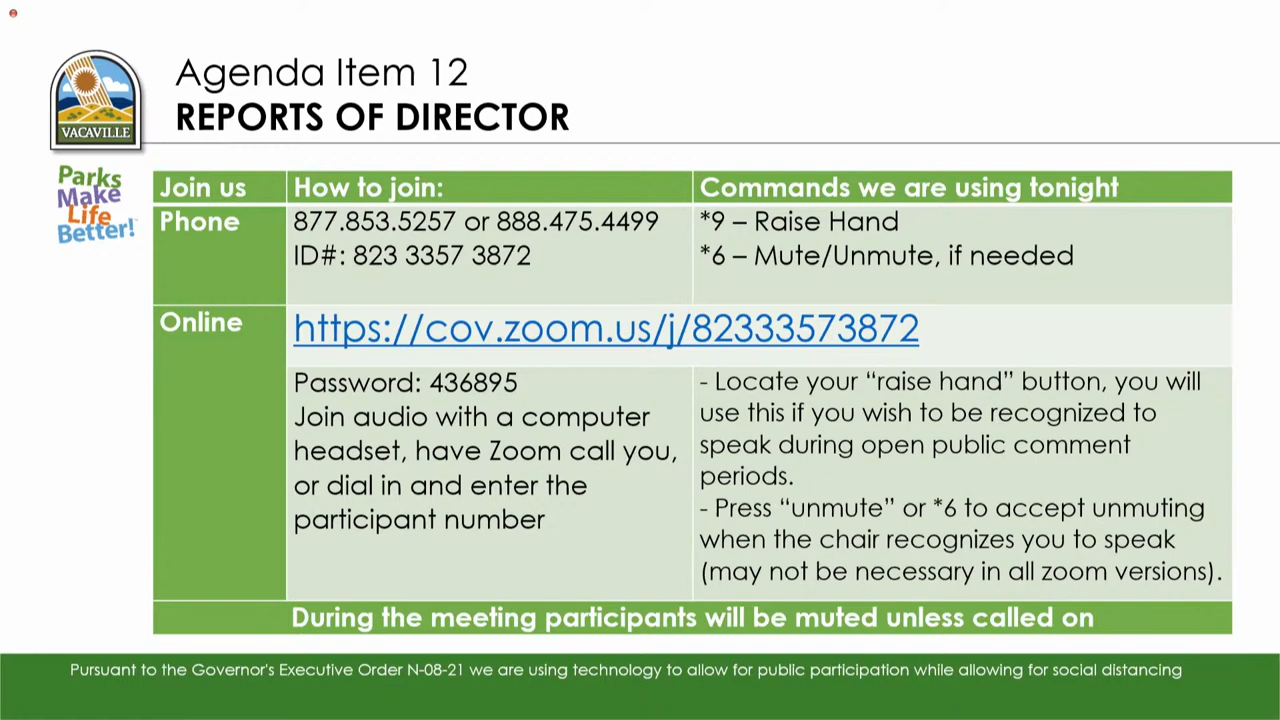 Agenda Item 12
REPORTS OF DIRECTOR
VACAVILLE
Parks
Make
Life
Better!
Join us
How to join:
Commands we are using tonight
Phone
877.853.5257 or 888.475.4499
ID#: 823 3357 3872
*9 – Raise Hand
*6 – Mute/Unmute, if needed
Online
https://cov.zoom.us/j/82333573872
Password: 436895
Join audio with a computer
headset, have Zoom call you,
or dial in and enter the
participant number
- Locate your “raise hand” button, you will
use this if you wish to be recognized to
speak during open public comment
periods.
- Press “unmute” or *6 to accept unmuting
when the chair recognizes you to speak
(may not be necessary in all zoom versions).
During the meeting participants will be muted unless called on
Pursuant to the Governor's Executive Order N-08-21 we are using technology to allow for public participation while allowing for social distancing